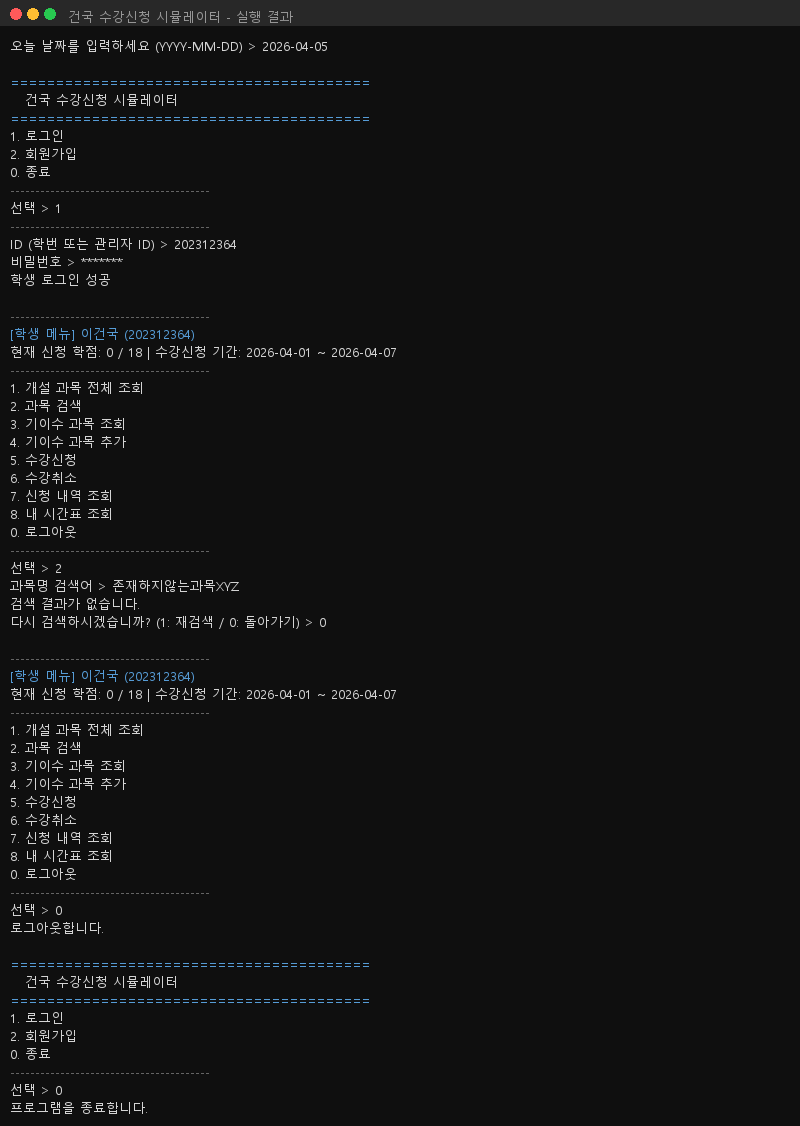 건국 수강신청 시뮬레이터 - 실행 결과
오늘 날짜를 입력하세요 (YYYY-MM-DD) > 2026-04-05
========================================
건국 수강신청 시뮬레이터
========================================
1. 로그인
2. 회원가입
0. 종료
----------------------------------------
선택 > 1
----------------------------------------
ID (학번 또는 관리자 ID) > 202312364
비밀번호 > *******
학생 로그인 성공
----------------------------------------
[학생 메뉴] 이건국 (202312364)
현재 신청 학점: 0 / 18 | 수강신청 기간: 2026-04-01 ~ 2026-04-07
----------------------------------------
1. 개설 과목 전체 조회
2. 과목 검색
3. 기이수 과목 조회
4. 기이수 과목 추가
5. 수강신청
6. 수강취소
7. 신청 내역 조회
8. 내 시간표 조회
0. 로그아웃
----------------------------------------
선택 > 2
과목명 검색어 > 존재하지않는과목XYZ
검색 결과가 없습니다.
다시 검색하시겠습니까? (1: 재검색 / 0: 돌아가기) > 0
----------------------------------------
[학생 메뉴] 이건국 (202312364)
현재 신청 학점: 0 / 18 | 수강신청 기간: 2026-04-01 ~ 2026-04-07
----------------------------------------
1. 개설 과목 전체 조회
2. 과목 검색
3. 기이수 과목 조회
4. 기이수 과목 추가
5. 수강신청
6. 수강취소
7. 신청 내역 조회
8. 내 시간표 조회
0. 로그아웃
----------------------------------------
선택 > 0
로그아웃합니다.
========================================
건국 수강신청 시뮬레이터
========================================
1. 로그인
2. 회원가입
0. 종료
----------------------------------------
선택 > 0
프로그램을 종료합니다.